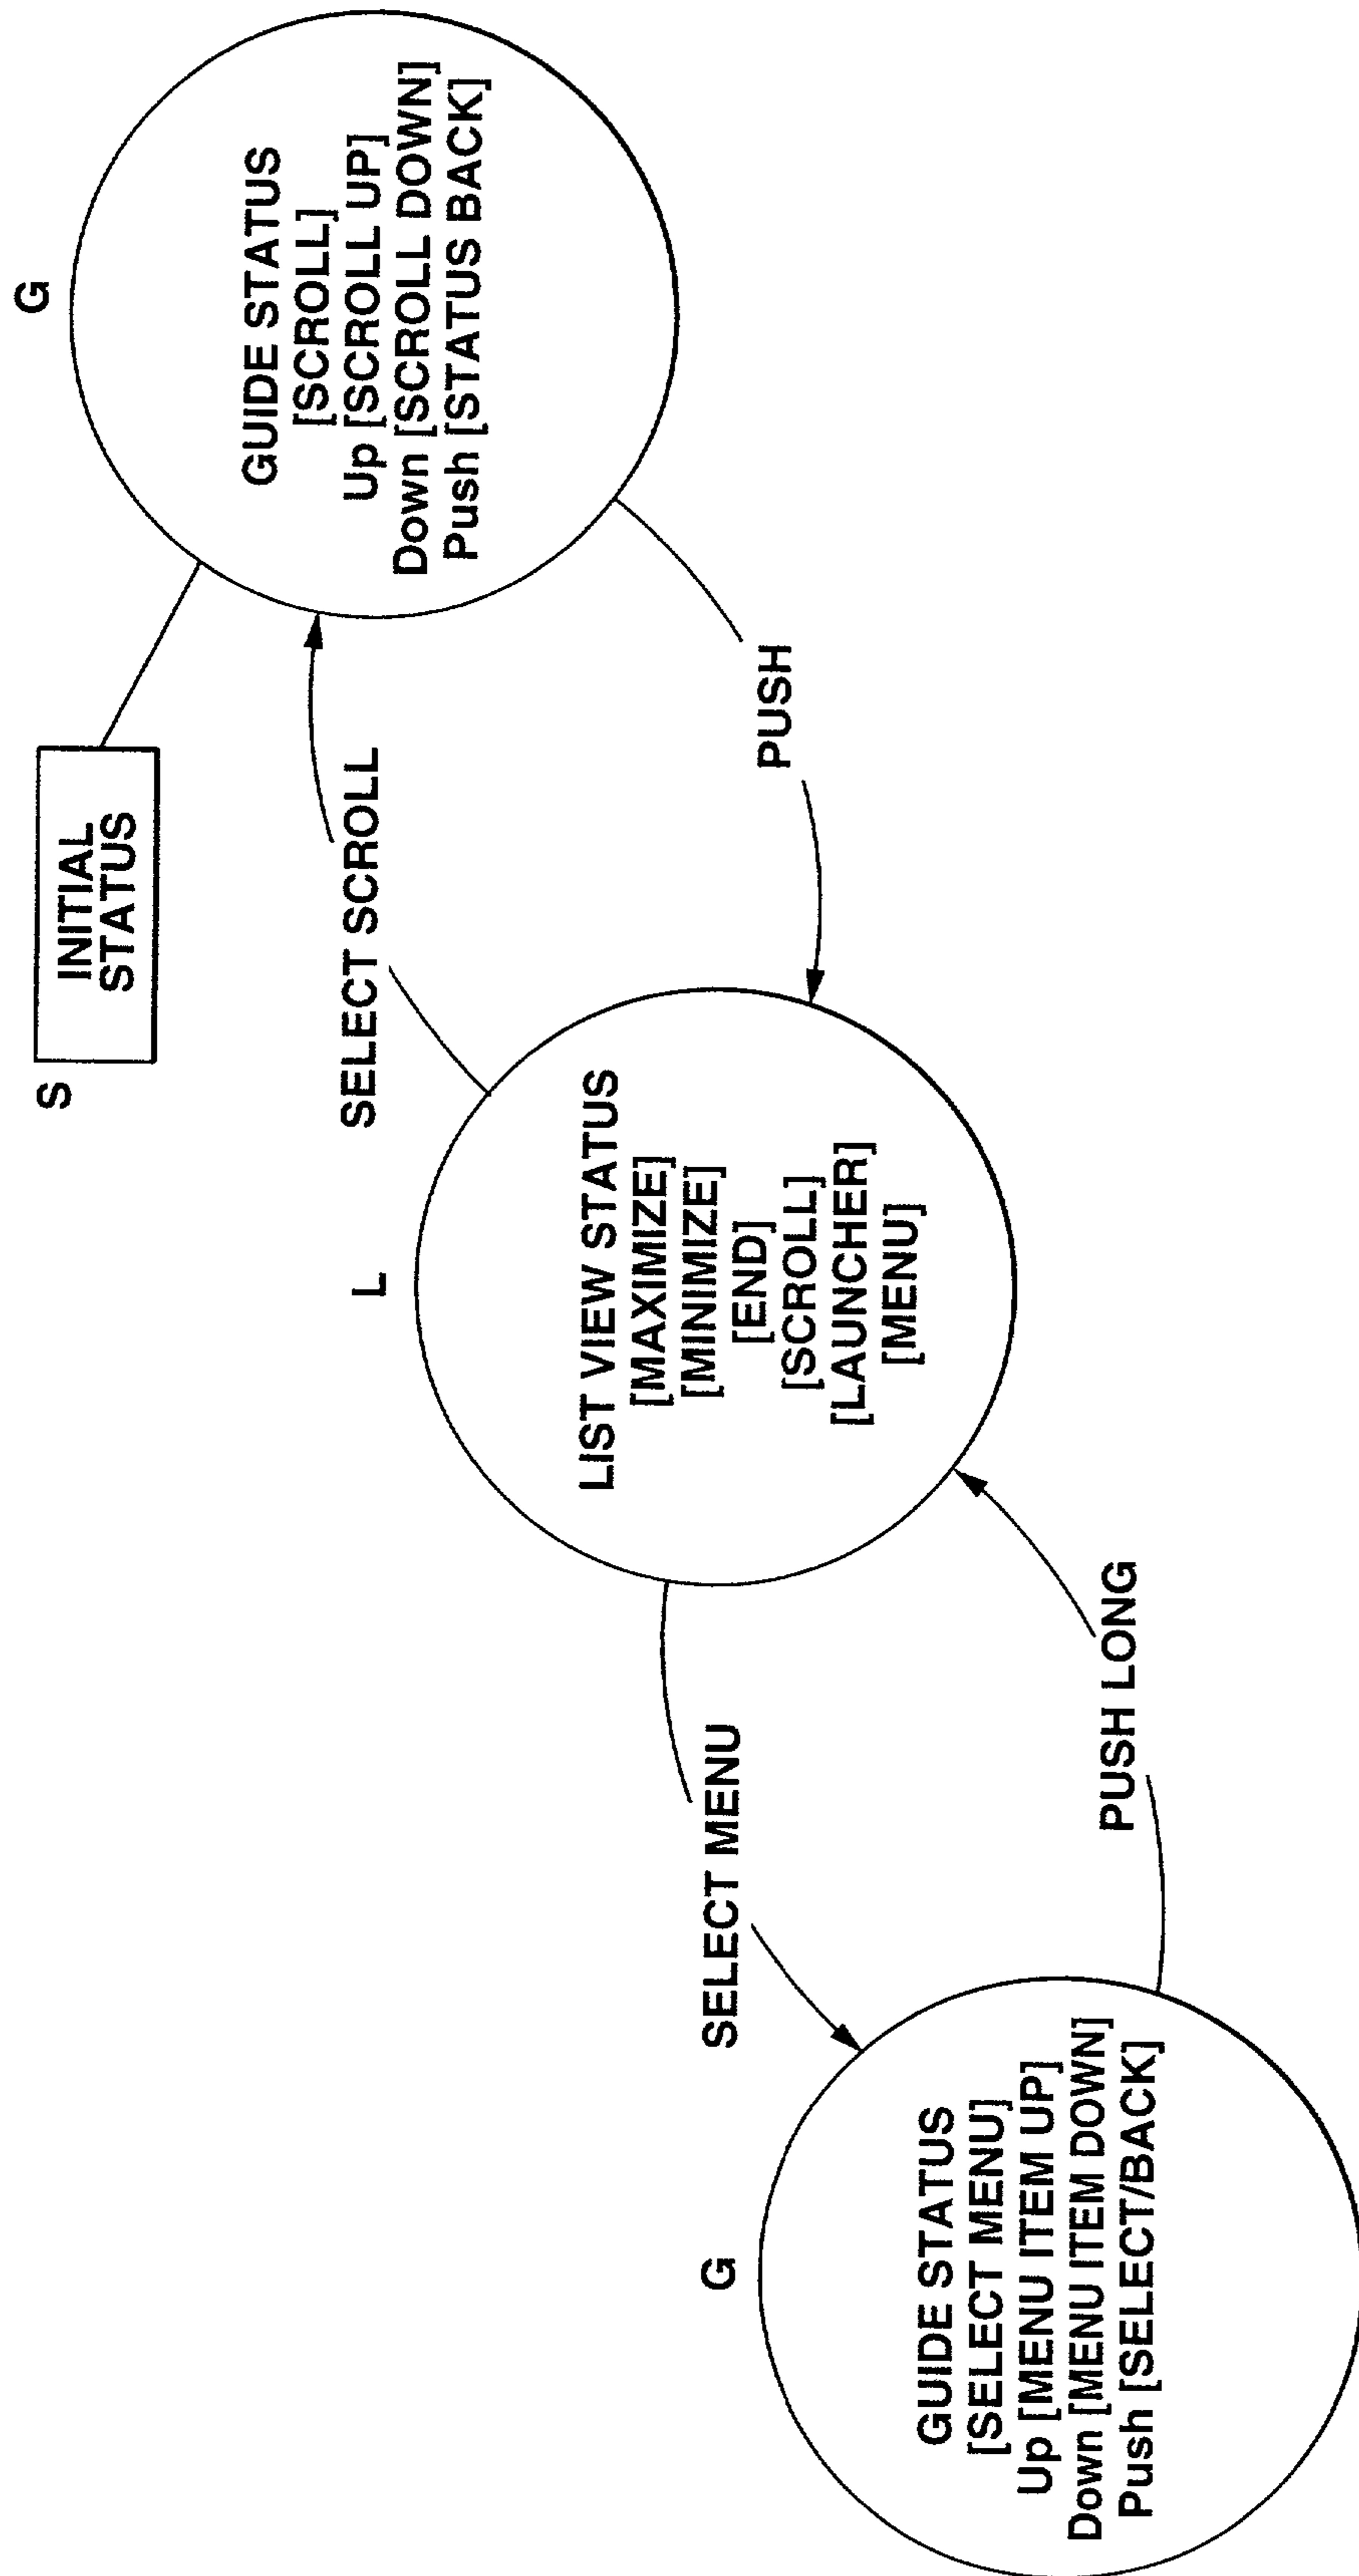 S
INITIAL
STATUS
G
GUIDE STATUS
[SCROLL]
Up [SCROLL UP]
Down [SCROLL DOWN]
Push [STATUS BACK]
SELECT SCROLL
PUSH
L
LIST VIEW STATUS
[MAXIMIZE]
[MINIMIZE]
[END]
[SCROLL]
[LAUNCHER]
[MENU]
SELECT MENU
PUSH LONG
G
GUIDE STATUS
[SELECT MENU]
Up [MENU ITEM UP]
Down [MENU ITEM DOWN]
Push [SELECT/BACK]